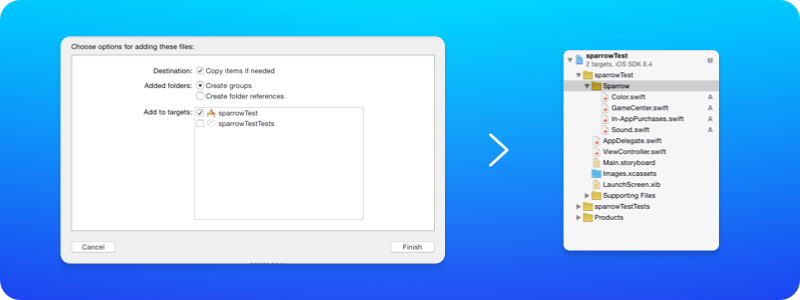 Choose options for adding these files:
Destination: Copy items if needed
Added folders: Create groups
Create folder references
Add to targets: sparrowTest
sparrowTestTests
Cancel
Finish
sparrowTest
M
2 targets, iOS SDK 8.4
sparrowTest
Sparrow
Color.swift A
GameCenter.swift A
In-AppPurchases.swift A
Sound.swift A
AppDelegate.swift
ViewController.swift
Main.storyboard
Images.xcassets
LaunchScreen.xib
Supporting Files
sparrowTestTests
Products